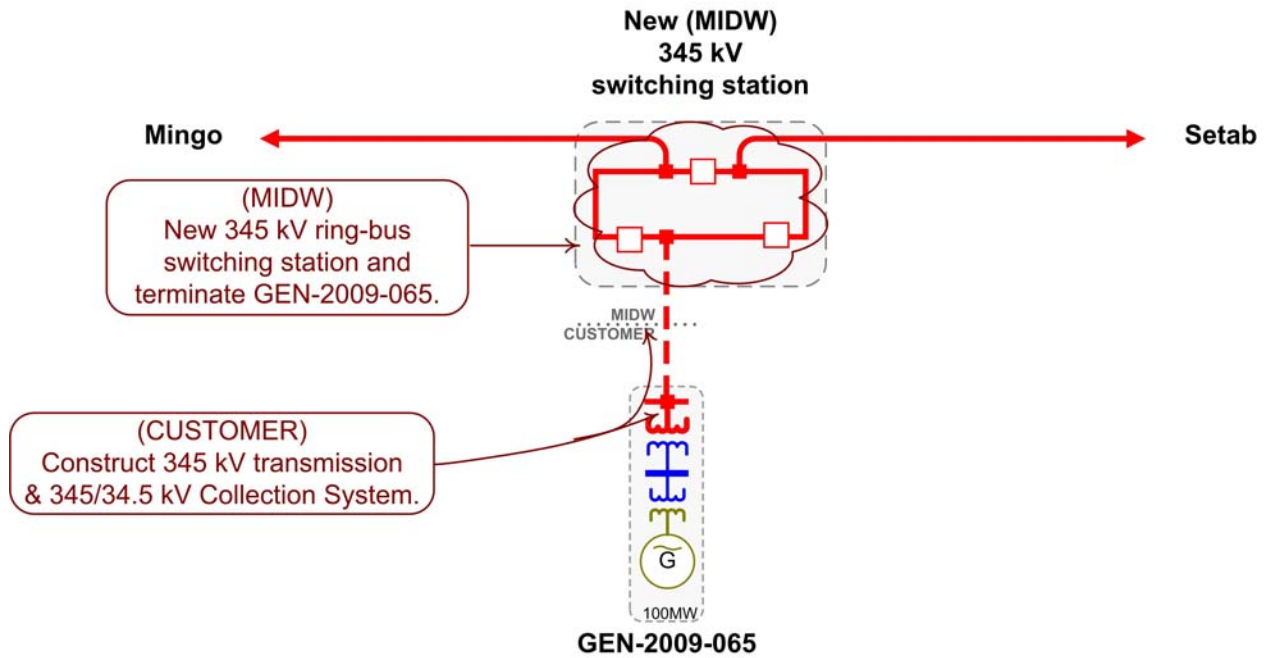 New (MIDW)
345 kV
switching station
Mingo
Setab
(MIDW)
New 345 kV ring-bus
switching station and
terminate GEN-2009-065.
MIDW
CUSTOMER
(CUSTOMER)
Construct 345 kV transmission
& 345/34.5 kV Collection System.
G
100MW
GEN-2009-065